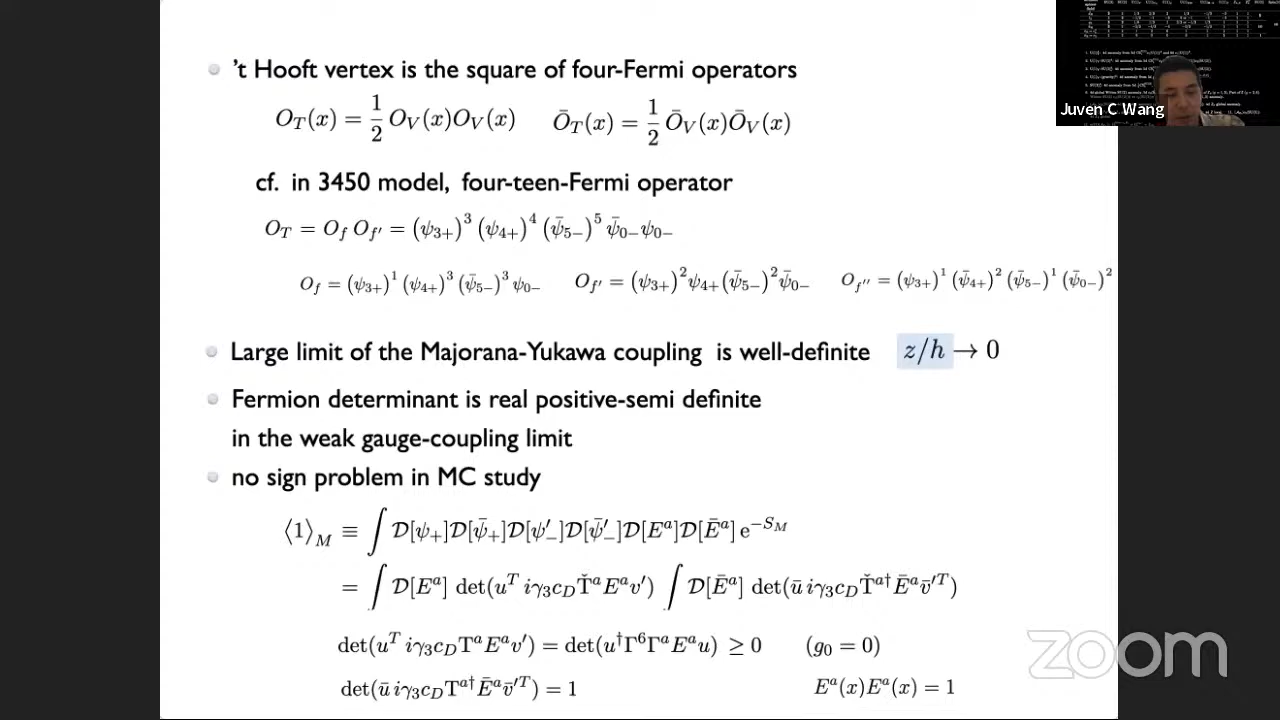 't Hooft vertex is the square of four-Fermi operators
O_T(x) = 1/2 O_V(x)O_V(x)   Ō_T(x) = 1/2 Ō_V(x)Ō_V(x)
Juven C Wang
cf. in 3450 model, four-teen-Fermi operator
O_T = O_f O_f' = (ψ_3+)^3 (ψ_4+)^4 (ψ̄_5−)^5 ψ̄_0− ψ_0−
O_f = (ψ_3+)^1 (ψ_4+)^3 (ψ̄_5−)^3 ψ_0−   O_f' = (ψ_3+)^2 ψ_4+ (ψ̄_5−)^2 ψ̄_0−   O_f'' = (ψ_3+)^1 (ψ̄_4+)^2 (ψ̄_5−)^1 (ψ̄_0−)^2
Large limit of the Majorana-Yukawa coupling is well-definite   z/h → 0
Fermion determinant is real positive-semi definite
in the weak gauge-coupling limit
no sign problem in MC study
⟨1⟩_M ≡ ∫ 𝒟[ψ_+]𝒟[ψ̄_+]𝒟[ψ'_−]𝒟[ψ̄'_−]𝒟[E^a]𝒟[Ē^a] e^{−S_M}
= ∫ 𝒟[E^a] det(u^T iγ_3 c_D Ť^a E^a v') ∫ 𝒟[Ē^a] det(ū iγ_3 c_D Ť^{a†} Ē^a v̄'^T)
det(u^T iγ_3 c_D T^a E^a v') = det(u^† Γ^6 Γ^a E^a u) ≥ 0   (g_0 = 0)
det(ū iγ_3 c_D T^{a†} Ē^a v̄'^T) = 1   E^a(x)E^a(x) = 1
zoom